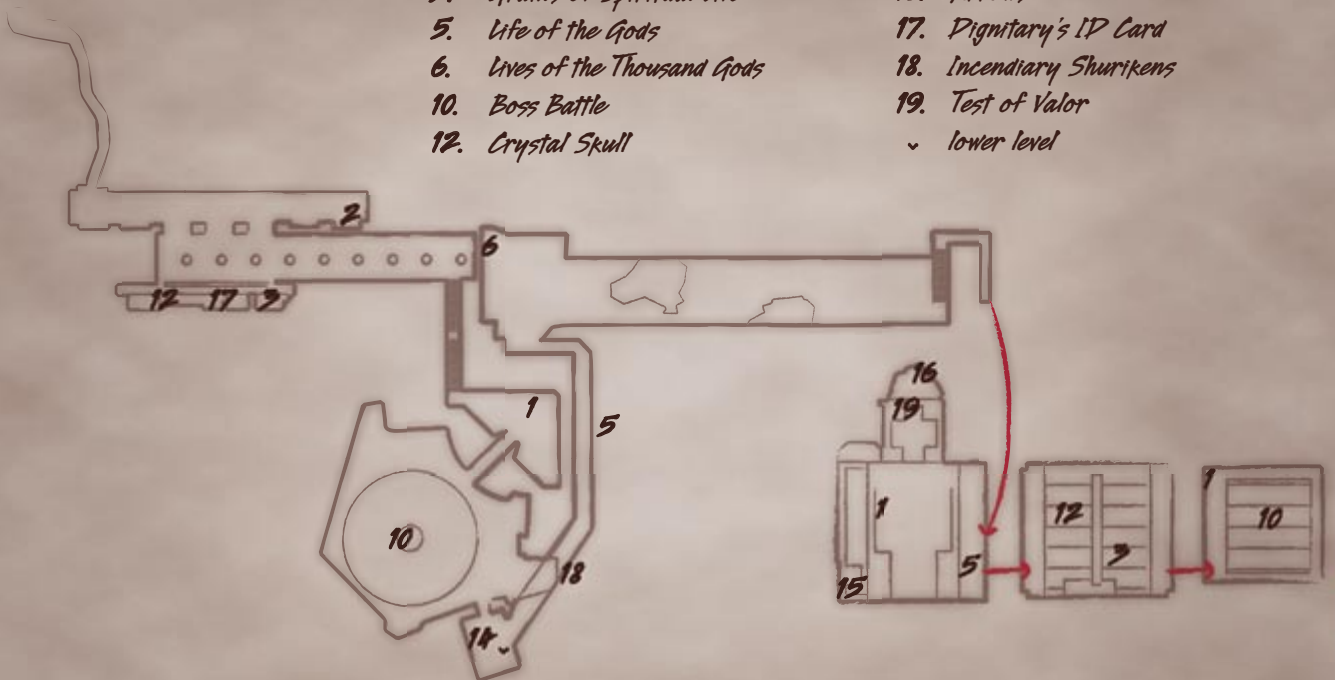 5. Life of the Gods
6. Lives of the Thousand Gods
10. Boss Battle
12. Crystal Skull
17. Dignitary's ID Card
18. Incendiary Shurikens
19. Test of Valor
⌄ lower level
2
6
12 17 3
16
1
19
5
1
12
1
10
10
3
18
5
15
14⌄